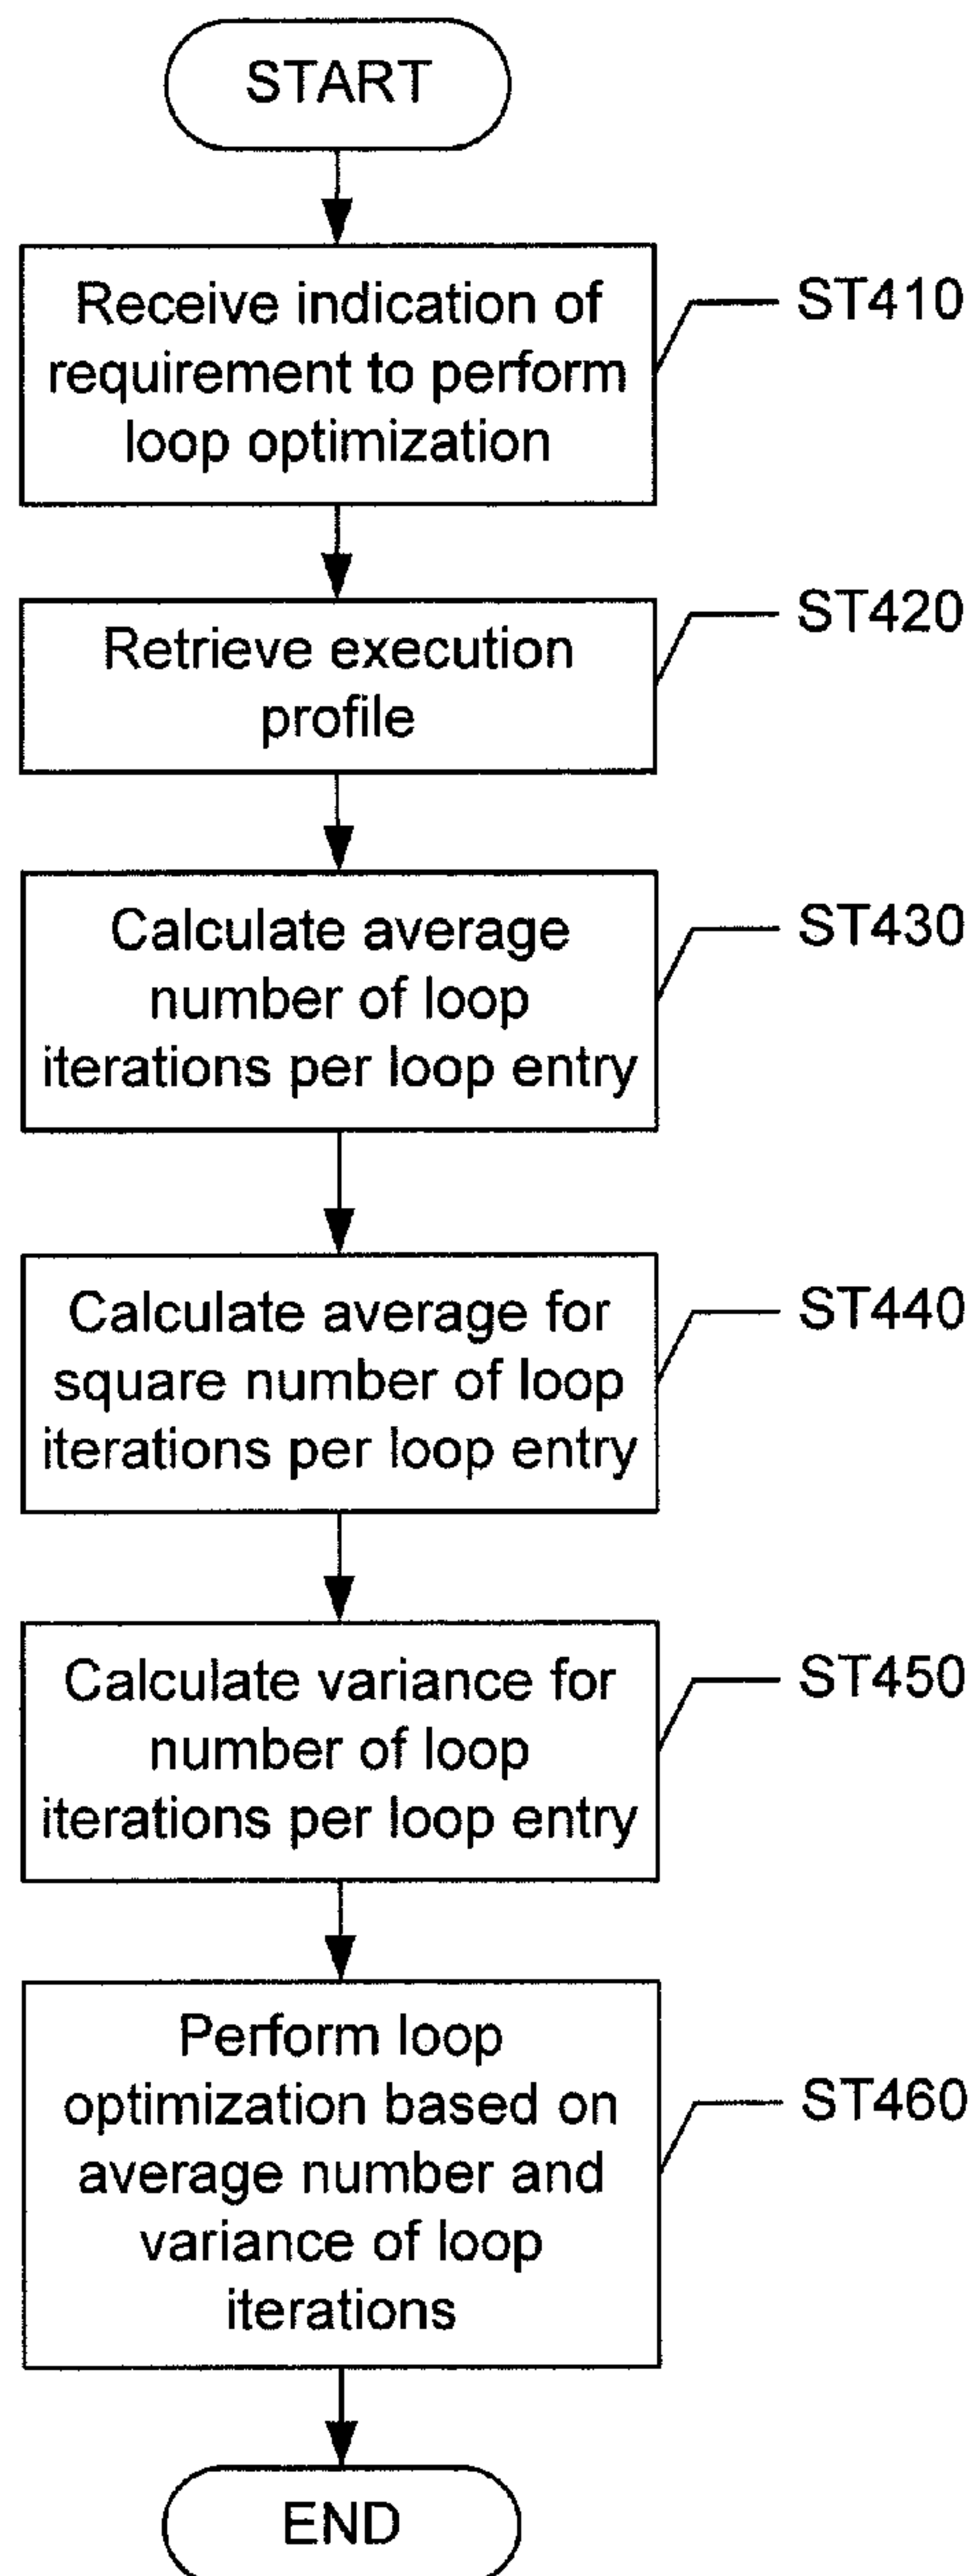 START
Receive indication of
requirement to perform
loop optimization
ST410
Retrieve execution
profile
ST420
Calculate average
number of loop
iterations per loop entry
ST430
Calculate average for
square number of loop
iterations per loop entry
ST440
Calculate variance for
number of loop
iterations per loop entry
ST450
Perform loop
optimization based on
average number and
variance of loop
iterations
ST460
END